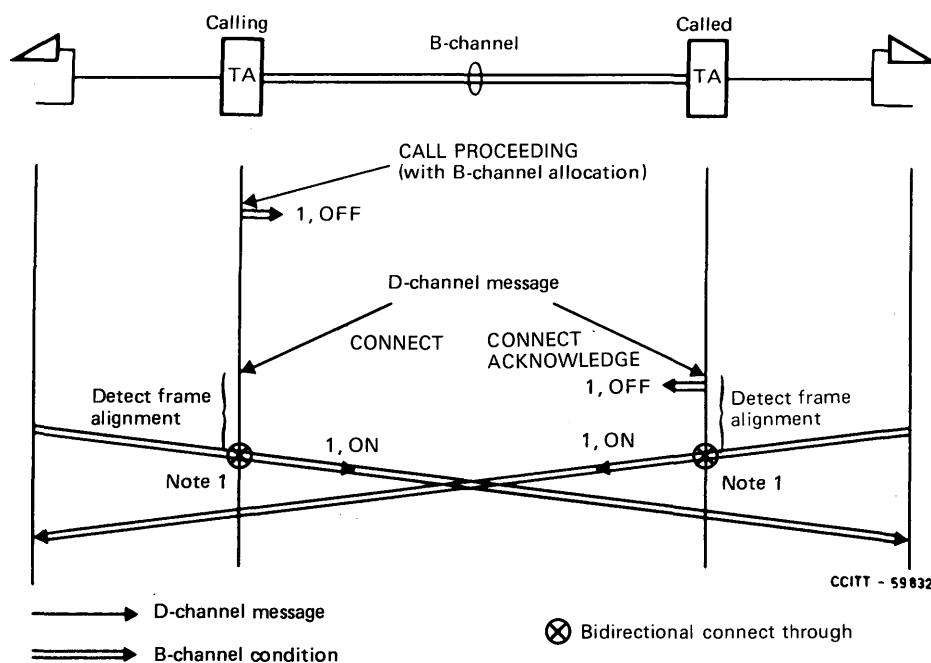 Calling
Called
B-channel
TA
TA
CALL PROCEEDING
(with B-channel allocation)
1, OFF
D-channel message
CONNECT
CONNECT
ACKNOWLEDGE
1, OFF
Detect frame
alignment
Detect frame
alignment
1, ON
1, ON
Note 1
Note 1
CCITT - 59832
D-channel message
B-channel condition
Bidirectional connect through